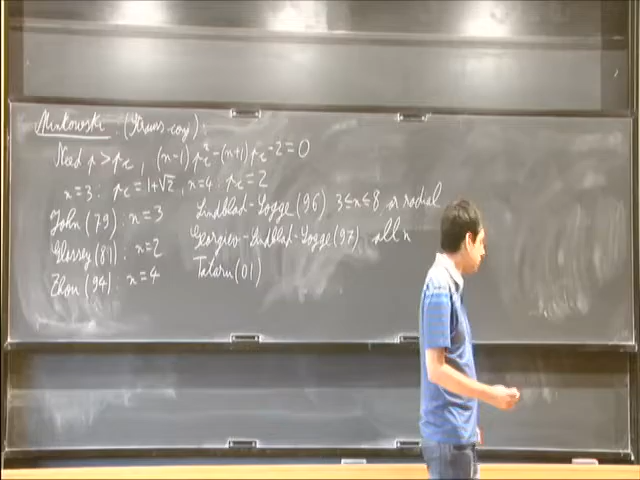 Minkowski (Strauss conj):
Need p > p_c, (n-1) p_c^2 - (n+1) p_c - 2 = 0
n=3: p_c = 1+√2, n=4: p_c = 2
John (79): n=3
Glassey (81): n=2
Zhou (94): n=4
Lindblad-Sogge (96) 3≤n≤8 or radial
Georgiev-Lindblad-Sogge (97) all n
Tataru (01)